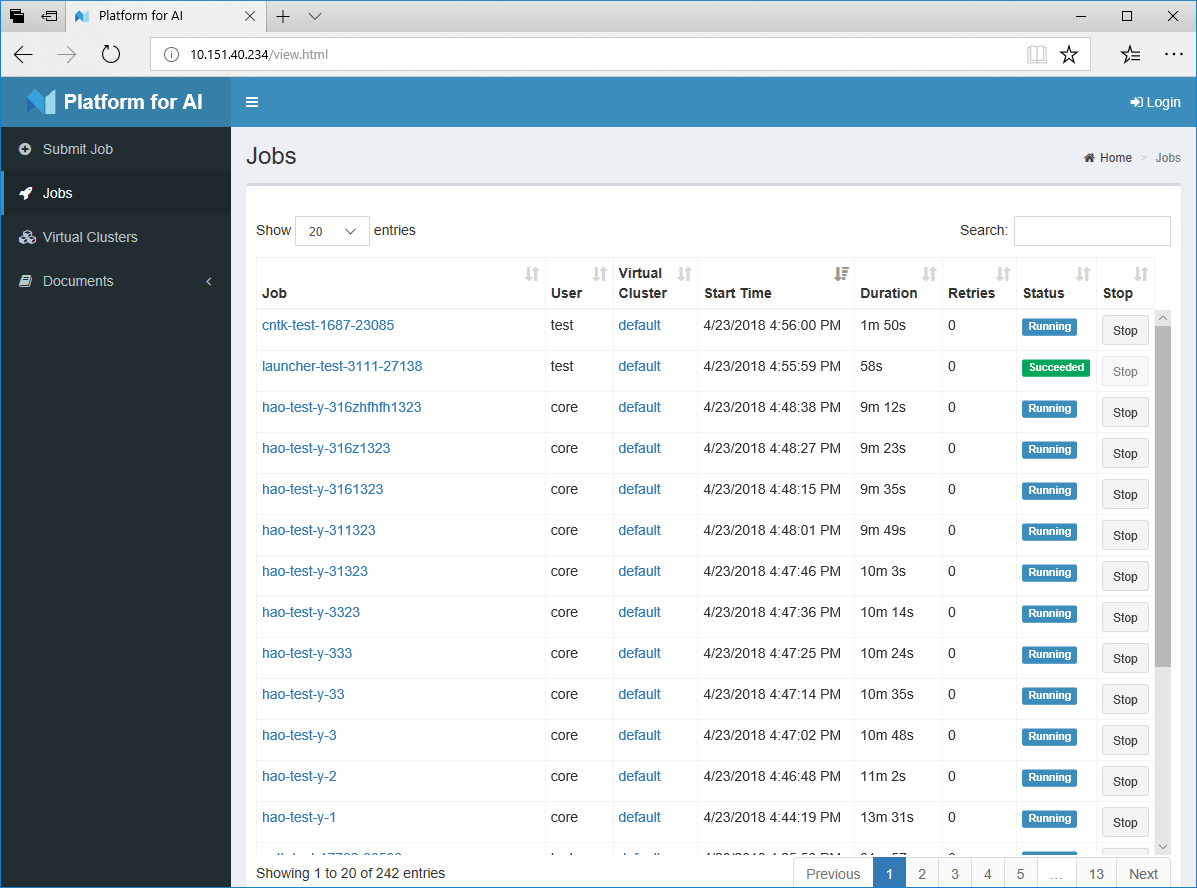 Platform for AI
10.151.40.234/view.html
Platform for AI
Login
Submit Job
Jobs
Virtual Clusters
Documents
Jobs
Home > Jobs
Show 20 entries
Search:
Job User Virtual Cluster Start Time Duration Retries Status Stop
cntk-test-1687-23085 test default 4/23/2018 4:56:00 PM 1m 50s 0 Running Stop
launcher-test-3111-27138 test default 4/23/2018 4:55:59 PM 58s 0 Succeeded Stop
hao-test-y-316zhfhfh1323 core default 4/23/2018 4:48:38 PM 9m 12s 0 Running Stop
hao-test-y-316z1323 core default 4/23/2018 4:48:27 PM 9m 23s 0 Running Stop
hao-test-y-3161323 core default 4/23/2018 4:48:15 PM 9m 35s 0 Running Stop
hao-test-y-311323 core default 4/23/2018 4:48:01 PM 9m 49s 0 Running Stop
hao-test-y-31323 core default 4/23/2018 4:47:46 PM 10m 3s 0 Running Stop
hao-test-y-3323 core default 4/23/2018 4:47:36 PM 10m 14s 0 Running Stop
hao-test-y-333 core default 4/23/2018 4:47:25 PM 10m 24s 0 Running Stop
hao-test-y-33 core default 4/23/2018 4:47:14 PM 10m 35s 0 Running Stop
hao-test-y-3 core default 4/23/2018 4:47:02 PM 10m 48s 0 Running Stop
hao-test-y-2 core default 4/23/2018 4:46:48 PM 11m 2s 0 Running Stop
hao-test-y-1 core default 4/23/2018 4:44:19 PM 13m 31s 0 Running Stop
Showing 1 to 20 of 242 entries
Previous 1 2 3 4 5 … 13 Next